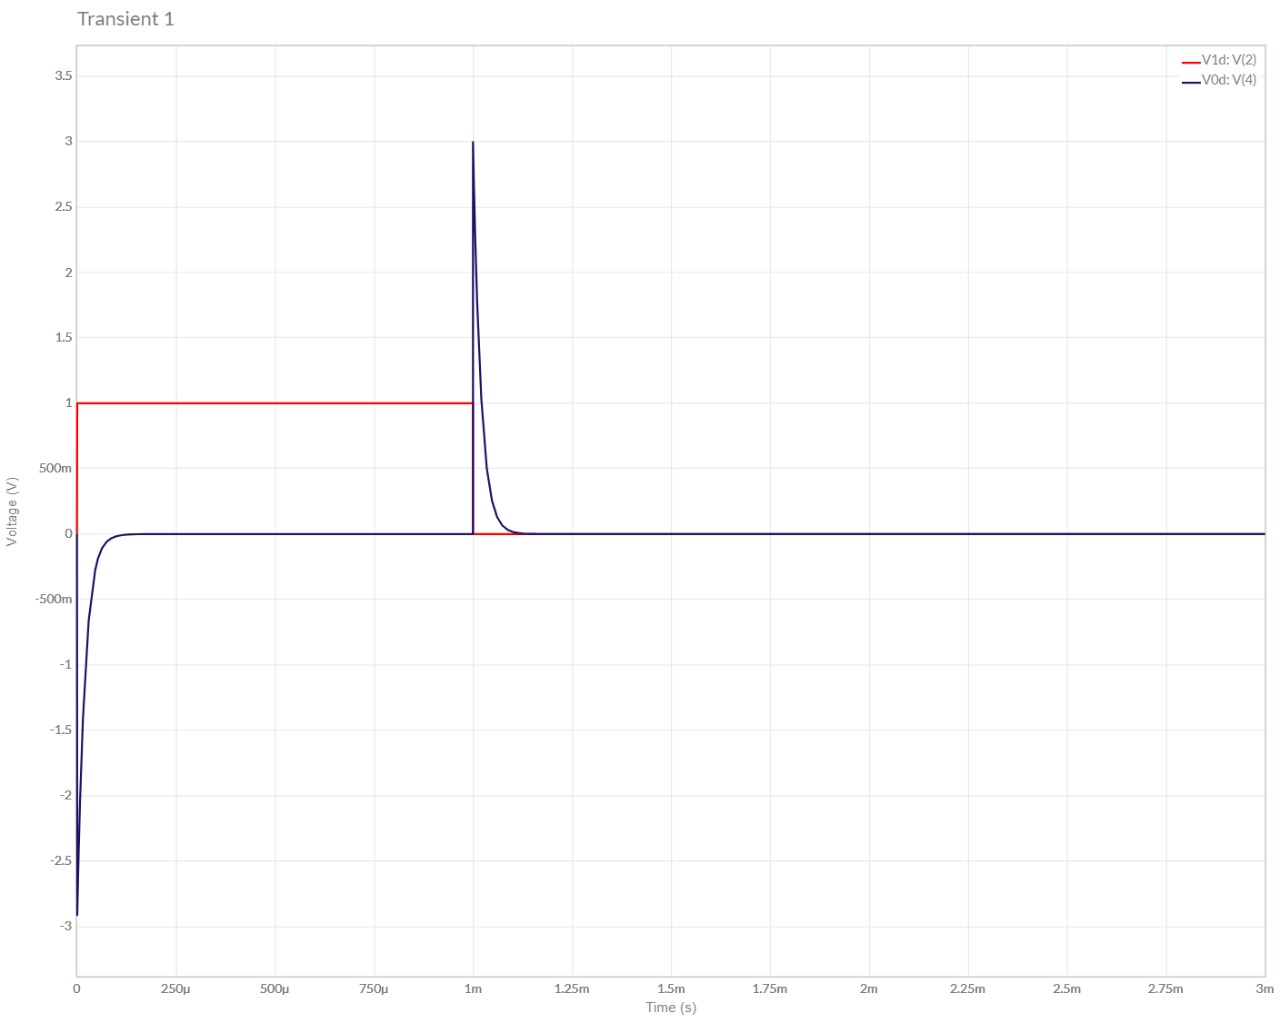 Transient 1
V1d: V(2)
V0d: V(4)
3.5
3
2.5
2
1.5
1
500m
0
-500m
-1
-1.5
-2
-2.5
-3
Voltage (V)
0 250µ 500µ 750µ 1m 1.25m 1.5m 1.75m 2m 2.25m 2.5m 2.75m 3m
Time (s)